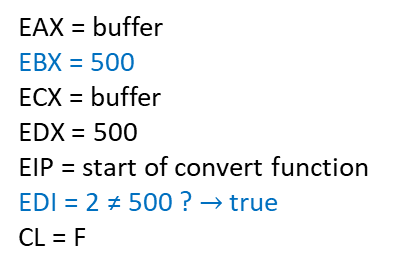 EAX = buffer
EBX = 500
ECX = buffer
EDX = 500
EIP = start of convert function
EDI = 2 ≠ 500 ? → true
CL = F